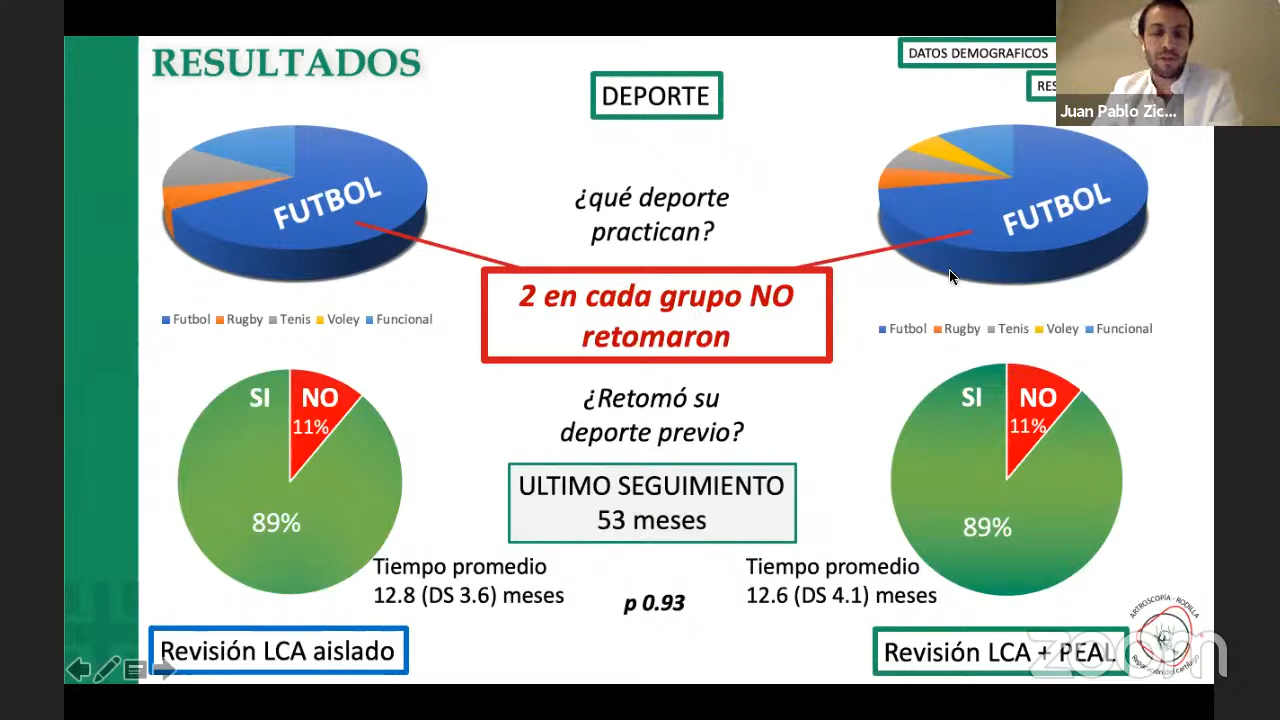 RESULTADOS
DATOS DEMOGRAFICOS
RES
DEPORTE
Juan Pablo Zic...
FUTBOL
FUTBOL
¿qué deporte
practican?
2 en cada grupo NO
retomaron
Futbol Rugby Tenis Voley Funcional
Futbol Rugby Tenis Voley Funcional
SI NO
11%
89%
¿Retomó su
deporte previo?
SI NO
11%
89%
ULTIMO SEGUIMIENTO
53 meses
Tiempo promedio
12.8 (DS 3.6) meses
p 0.93
Tiempo promedio
12.6 (DS 4.1) meses
Revisión LCA aislado
Revisión LCA + PEAL
ARTROSCOPÍA - RODILLA
zoom